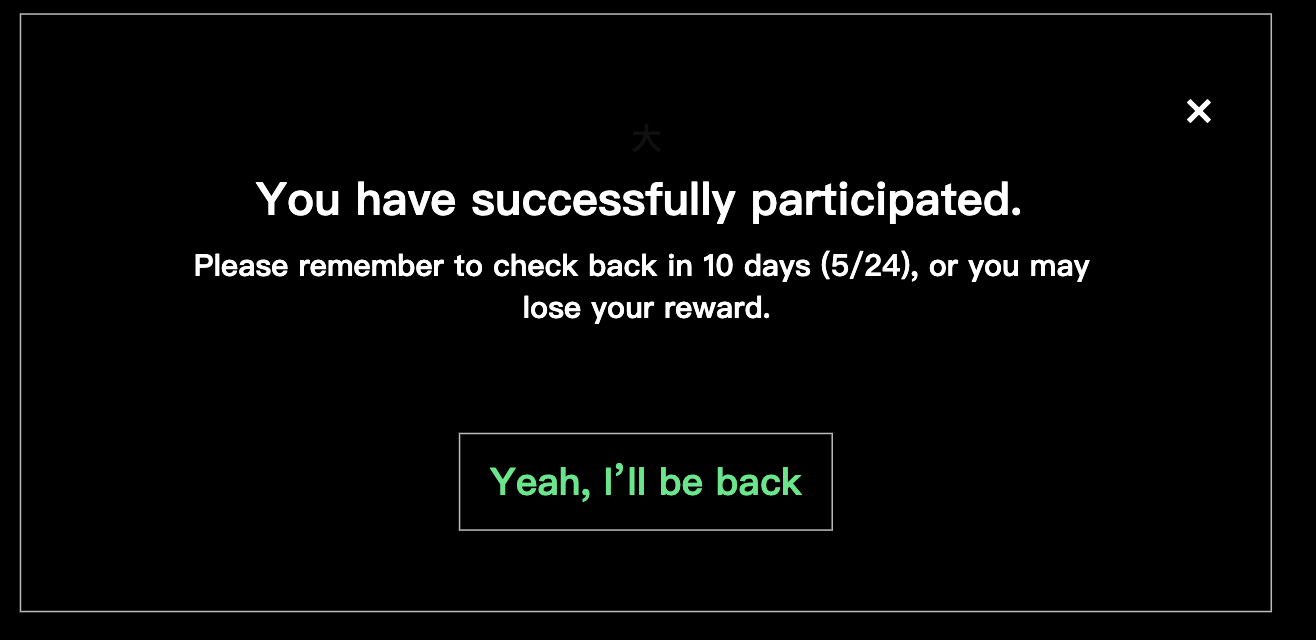 大
You have successfully participated.
Please remember to check back in 10 days (5/24), or you may
lose your reward.
Yeah, I’ll be back